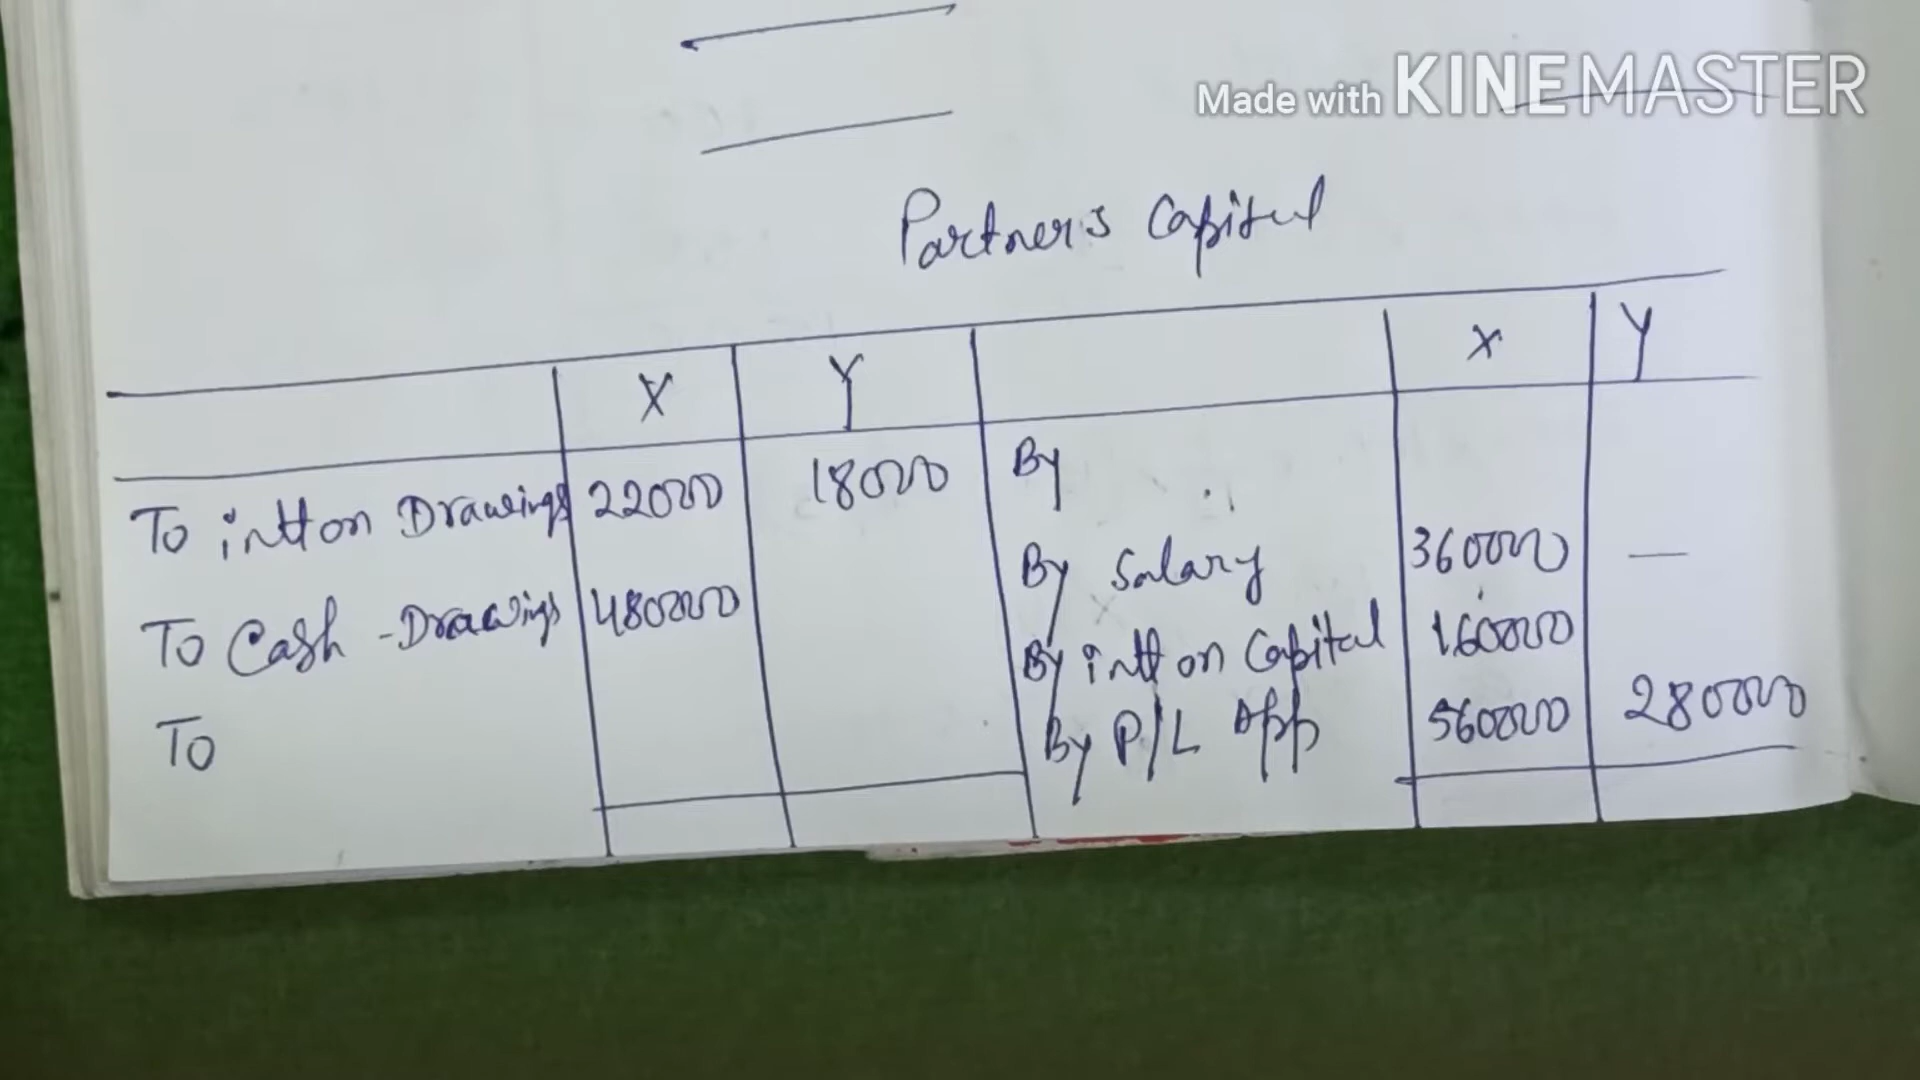 Made with KINEMASTER
Partner's Capital
X Y X Y
To intt on Drawings 22000 18000 By
By Salary 360000 —
To Cash - Drawings 480000
By intt on Capital 160000
To By P/L App 560000 280000